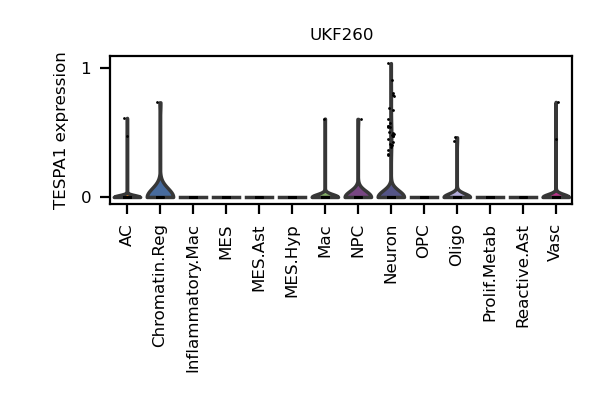 UKF260
TESPA1 expression
1
0
AC
Chromatin.Reg
Inflammatory.Mac
MES
MES.Ast
MES.Hyp
Mac
NPC
Neuron
OPC
Oligo
Prolif.Metab
Reactive.Ast
Vasc